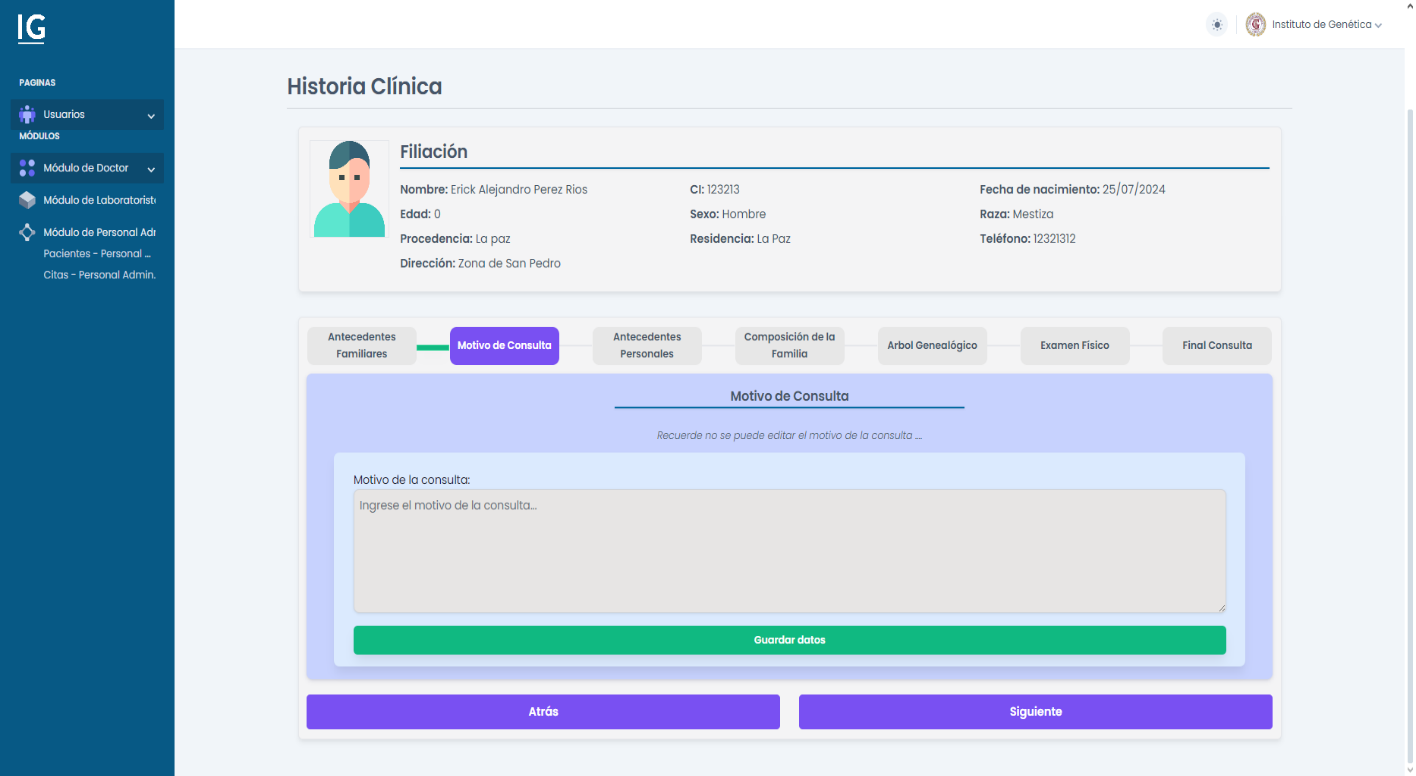 IG
Instituto de Genética
PAGINAS
Usuarios
MÓDULOS
Módulo de Doctor
Módulo de Laboratorist
Módulo de Personal Adr
Pacientes - Personal ...
Citas - Personal Admin.
Historia Clínica
Filiación
Nombre: Erick Alejandro Perez Rios
CI: 123213
Fecha de nacimiento: 25/07/2024
Edad: 0
Sexo: Hombre
Raza: Mestiza
Procedencia: La paz
Residencia: La Paz
Teléfono: 12321312
Dirección: Zona de San Pedro
Antecedentes
Familiares
Motivo de Consulta
Antecedentes
Personales
Composición de la
Familia
Arbol Genealógico
Examen Físico
Final Consulta
Motivo de Consulta
Recuerde no se puede editar el motivo de la consulta ...
Motivo de la consulta:
Ingrese el motivo de la consulta...
Guardar datos
Atrás
Siguiente